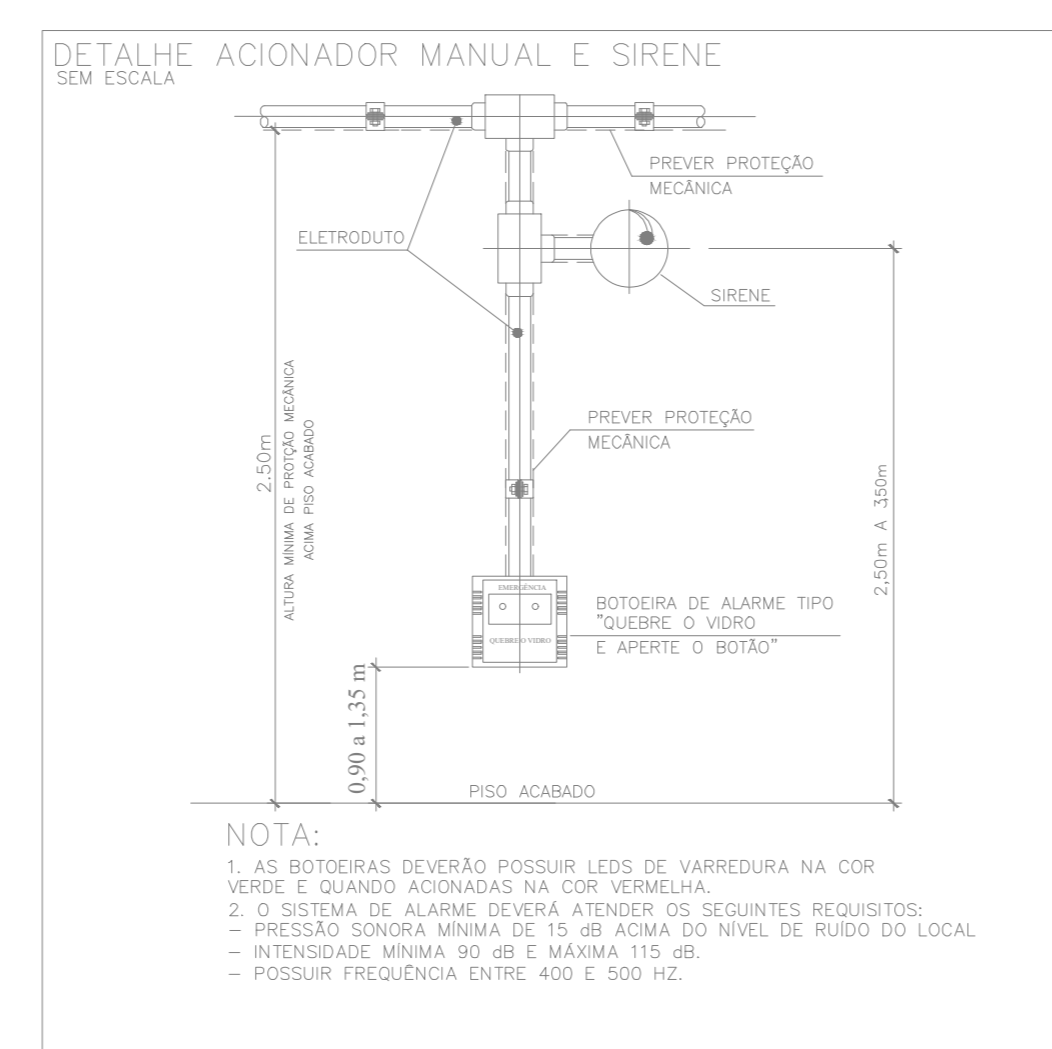 DETALHE ACIONADOR MANUAL E SIRENE
SEM ESCALA
PREVER PROTEÇÃO
MECÂNICA
ELETRODUTO
SIRENE
2.50m
ALTURA MÍNIMA DE PROTÇÃO MECÂNICA
ACIMA PISO ACABADO
PREVER PROTEÇÃO
MECÂNICA
2,50m A 3,50m
EMERGÊNCIA
QUEBRE O VIDRO
BOTOEIRA DE ALARME TIPO
"QUEBRE O VIDRO
E APERTE O BOTÃO"
0,90 a 1,35 m
PISO ACABADO
NOTA:
1. AS BOTOEIRAS DEVERÃO POSSUIR LEDS DE VARREDURA NA COR
VERDE E QUANDO ACIONADAS NA COR VERMELHA.
2. O SISTEMA DE ALARME DEVERÁ ATENDER OS SEGUINTES REQUISITOS:
– PRESSÃO SONORA MÍNIMA DE 15 dB ACIMA DO NÍVEL DE RUÍDO DO LOCAL
– INTENSIDADE MÍNIMA 90 dB E MÁXIMA 115 dB.
– POSSUIR FREQUÊNCIA ENTRE 400 E 500 HZ.